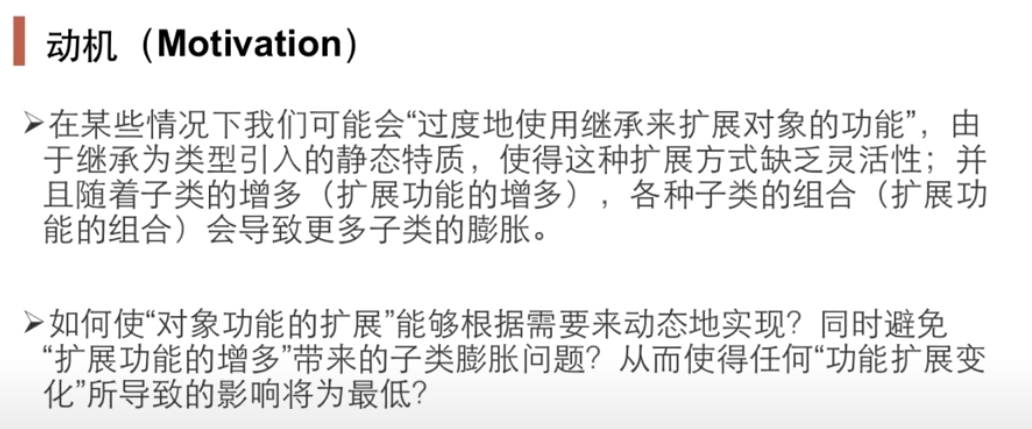 动机（Motivation）
➢在某些情况下我们可能会“过度地使用继承来扩展对象的功能”，由
于继承为类型引入的静态特质，使得这种扩展方式缺乏灵活性；并
且随着子类的增多（扩展功能的增多），各种子类的组合（扩展功
能的组合）会导致更多子类的膨胀。
➢如何使“对象功能的扩展”能够根据需要来动态地实现？同时避免
“扩展功能的增多”带来的子类膨胀问题？从而使得任何“功能扩展变
化”所导致的影响将为最低？